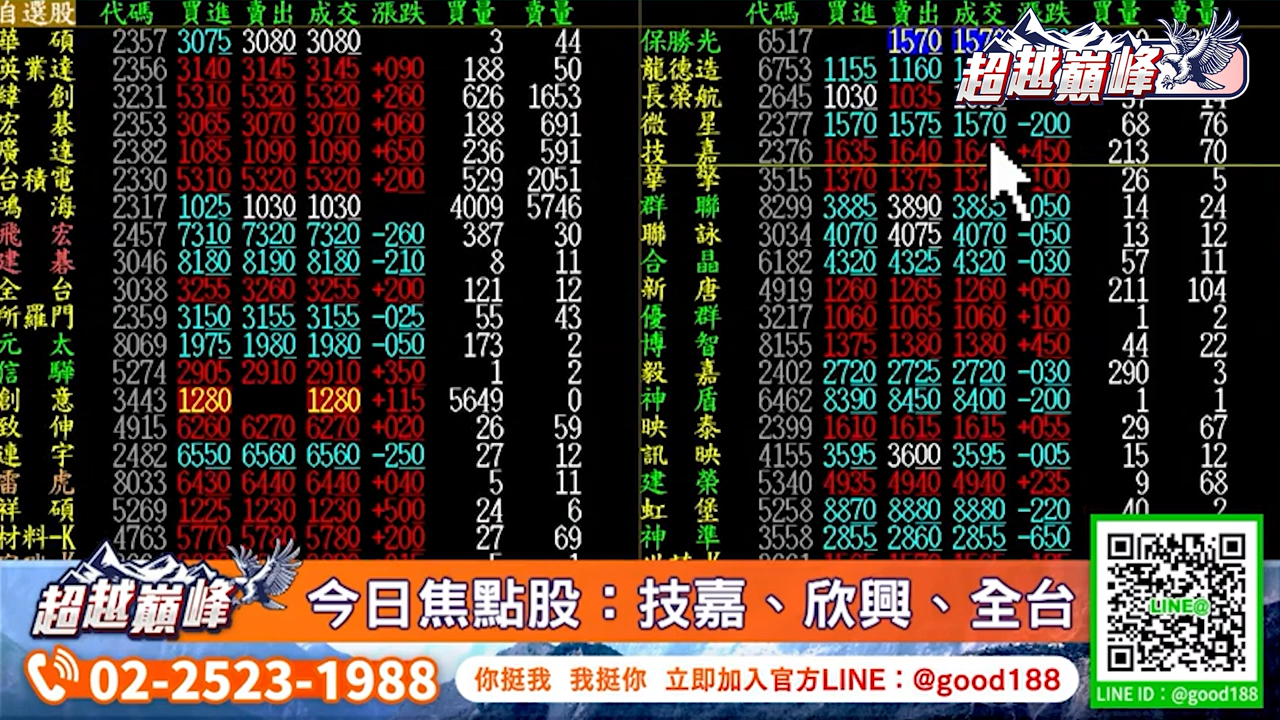 自選股 代碼 買進 賣出 成交 漲跌 買量 賣量
華碩 2357 3075 3080 3080 3 44
英業達 2356 3140 3145 3145 +090 188 50
緯創 3231 5310 5320 5320 +260 626 1653
宏碁 2353 3065 3070 3070 +060 188 691
廣達 2382 1085 1090 1090 +650 236 591
台積電 2330 5310 5320 5320 +200 529 2051
鴻海 2317 1025 1030 1030 4009 5746
飛宏 2457 7310 7320 7320 -260 387 30
建碁 3046 8180 8190 8180 -210 8 11
全台 3038 3255 3260 3255 +200 121 12
所羅門 2359 3150 3155 3155 -025 55 43
元太 8069 1975 1980 1980 -050 173 2
信驊 5274 2905 2910 2910 +350 1 2
創意 3443 1280 1280 +115 5649 0
致伸 4915 6260 6270 6270 +020 26 59
連宇 2482 6550 6560 6560 -250 27 12
雷虎 8033 6430 6440 6440 +040 5 11
祥碩 5269 1225 1230 1230 +500 24 6
材料-K 4763 5770 5780 5780 +200 27 69
代碼 買進 賣出 成交 漲跌 買量 賣量
保勝光 6517 1570
龍德造 6753 1155 1160
長榮航 2645 1030 1035
微星 2377 1570 1575 1570 -200 68 76
技嘉 2376 1635 1640 +450 213 70
華擎 3515 1370 1375 26 5
群聯 8299 3885 3890 3885 -050 14 24
聯詠 3034 4070 4075 4070 -050 13 12
合晶 6182 4320 4325 4320 -030 57 11
新唐 4919 1260 1265 1260 +050 211 104
優群 3217 1060 1065 1060 +100 1 2
博智 8155 1375 1380 1380 +450 44 22
毅嘉 2402 2720 2725 2720 -030 290 3
神盾 6462 8390 8450 8400 -200 1 1
映泰 2399 1610 1615 1615 +055 29 67
訊映 4155 3595 3600 3595 -005 15 12
建榮 5340 4935 4940 4940 +235 9 68
虹堡 5258 8870 8880 8880 -220 40 2
神準 3558 2855 2860 2860 -650
超越巔峰
超越巔峰
今日焦點股：技嘉、欣興、全台
02-2523-1988
你挺我 我挺你 立即加入官方LINE：@good188
LINE@
LINE ID：@good188